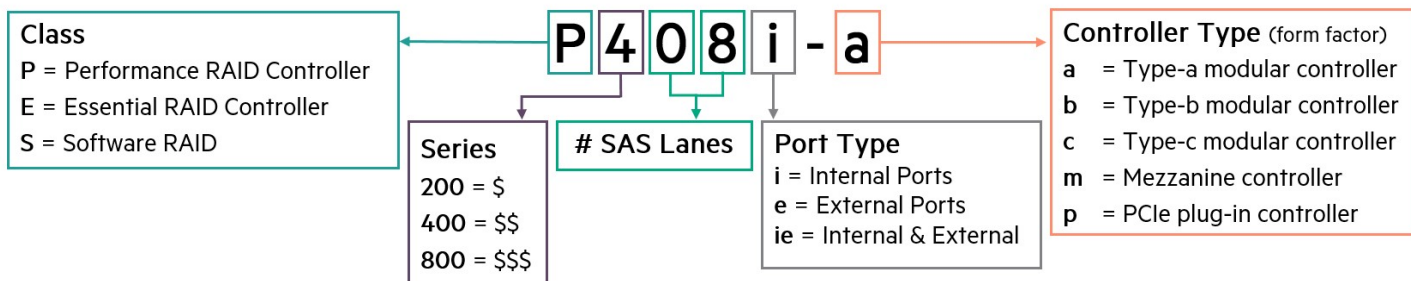 P408i-a
Class
P = Performance RAID Controller
E = Essential RAID Controller
S = Software RAID
Series
200 = $
400 = $$
800 = $$$
# SAS Lanes
Port Type
i = Internal Ports
e = External Ports
ie = Internal & External
Controller Type (form factor)
a = Type-a modular controller
b = Type-b modular controller
c = Type-c modular controller
m = Mezzanine controller
p = PCIe plug-in controller